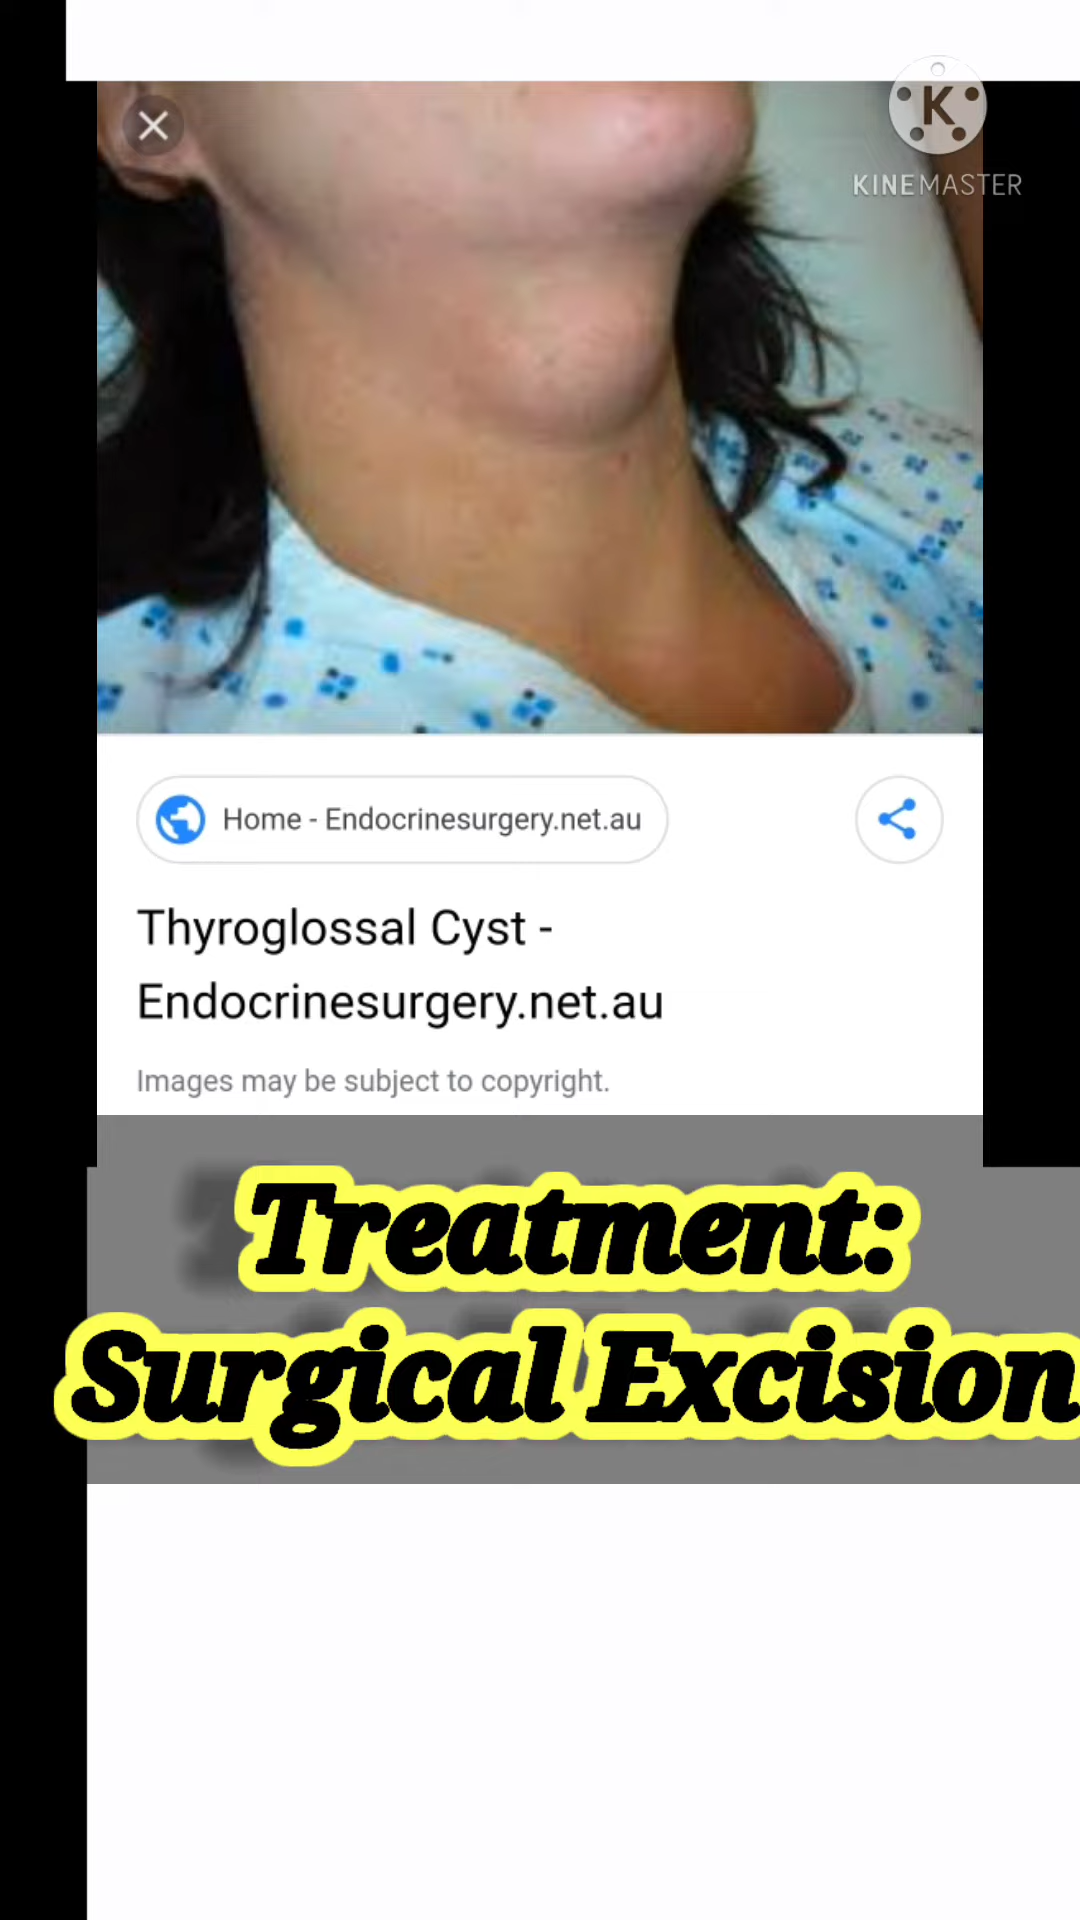 K
KINEMASTER
Home - Endocrinesurgery.net.au
Thyroglossal Cyst -
Endocrinesurgery.net.au
Images may be subject to copyright.
Treatment:
Surgical Excision